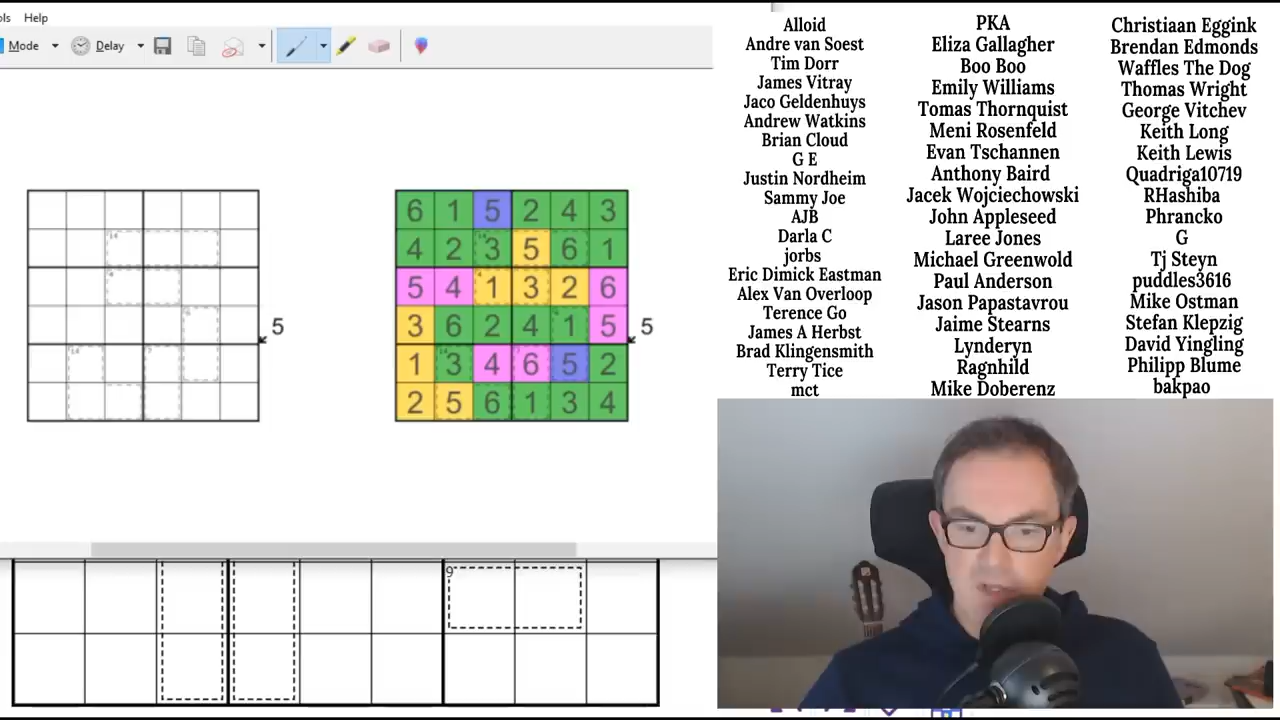 ols Help
Mode Delay
14
4
6
5
14
7
6 1 5 2 4 3
4 2 3 5 6 1
5 4 1 3 2 6
3 6 2 4 1 5
5
1 3 4 6 5 2
2 5 6 1 3 4
9
Alloid
Andre van Soest
Tim Dorr
James Vitray
Jaco Geldenhuys
Andrew Watkins
Brian Cloud
G E
Justin Nordheim
Sammy Joe
AJB
Darla C
jorbs
Eric Dimick Eastman
Alex Van Overloop
Terence Go
James A Herbst
Brad Klingensmith
Terry Tice
mct
PKA
Eliza Gallagher
Boo Boo
Emily Williams
Tomas Thornquist
Meni Rosenfeld
Evan Tschannen
Anthony Baird
Jacek Wojciechowski
John Appleseed
Laree Jones
Michael Greenwold
Paul Anderson
Jason Papastavrou
Jaime Stearns
Lynderyn
Ragnhild
Mike Doberenz
Christiaan Eggink
Brendan Edmonds
Waffles The Dog
Thomas Wright
George Vitchev
Keith Long
Keith Lewis
Quadriga10719
RHashiba
Phrancko
G
Tj Steyn
puddles3616
Mike Ostman
Stefan Klepzig
David Yingling
Philipp Blume
bakpao